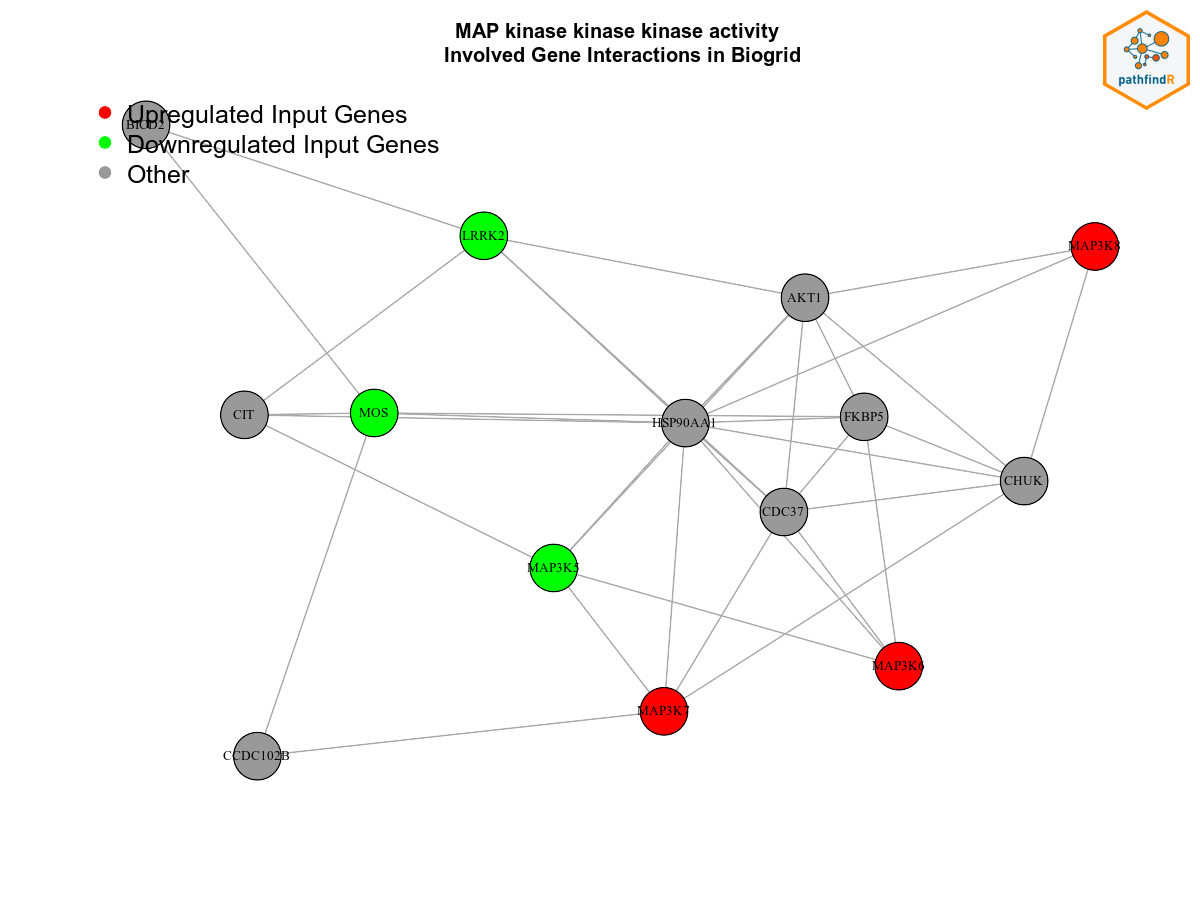 MAP kinase kinase kinase activity
Involved Gene Interactions in Biogrid
pathfindR
Upregulated Input Genes
BICD2
Downregulated Input Genes
Other
LRRK2
MAP3K8
AKT1
CIT
MOS
HSP90AA1
FKBP5
CHUK
CDC37
MAP3K5
MAP3K6
MAP3K7
CCDC102B